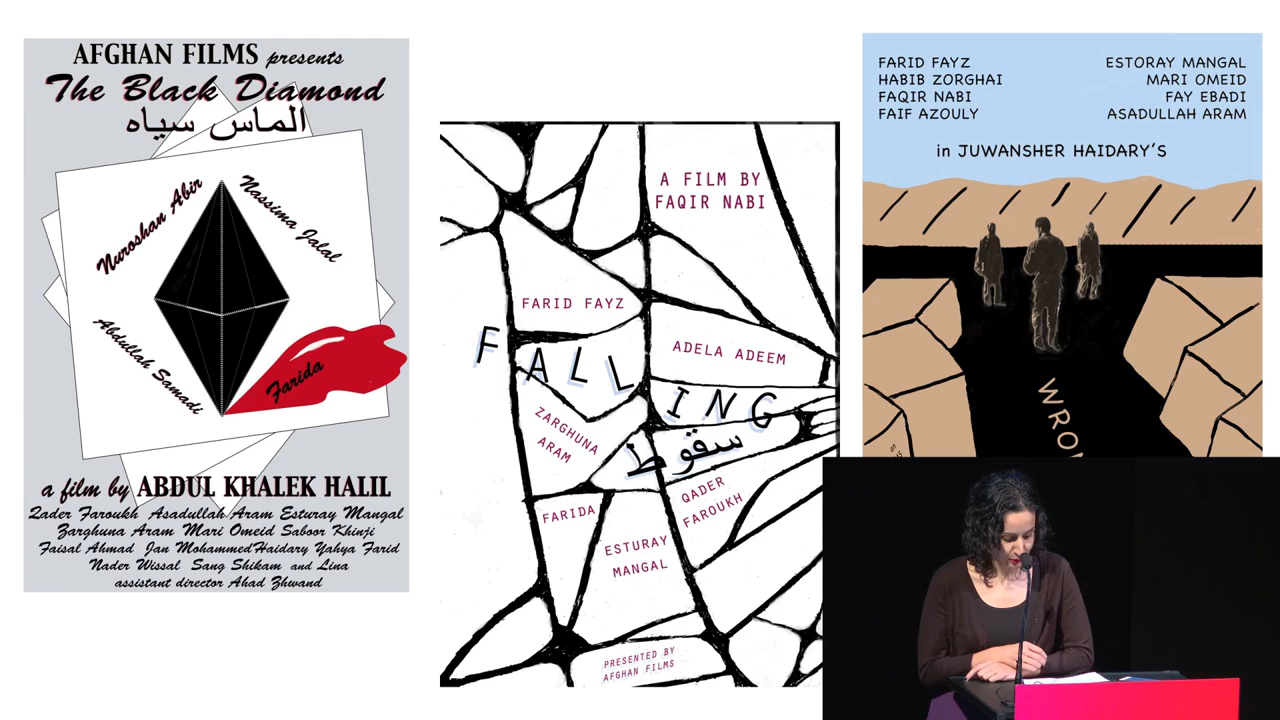 AFGHAN FILMS presents
The Black Diamond
الماس سیاه
Nuroshan Abir
Nassima Jalal
Abdullah Samadi
Farida
a film by ABDUL KHALEK HALIL
Qader Faroukh Asadullah Aram Esturay Mangal
Zarghuna Aram Mari Omeid Saboor Khinji
Faisal Ahmad Jan MohammedHaidary Yahya Farid
Nader Wissal Sang Shikam and Lina
assistant director Ahad Zhwand
A FILM BY
FAQIR NABI
FARID FAYZ
ADELA ADEEM
FALLING
سقوط
ZARGHUNA
ARAM
QADER
FAROUKH
FARIDA
ESTURAY
MANGAL
PRESENTED BY
AFGHAN FILMS
FARID FAYZ
HABIB ZORGHAI
FAQIR NABI
FAIF AZOULY
ESTORAY MANGAL
MARI OMEID
FAY EBADI
ASADULLAH ARAM
in JUWANSHER HAIDARY'S